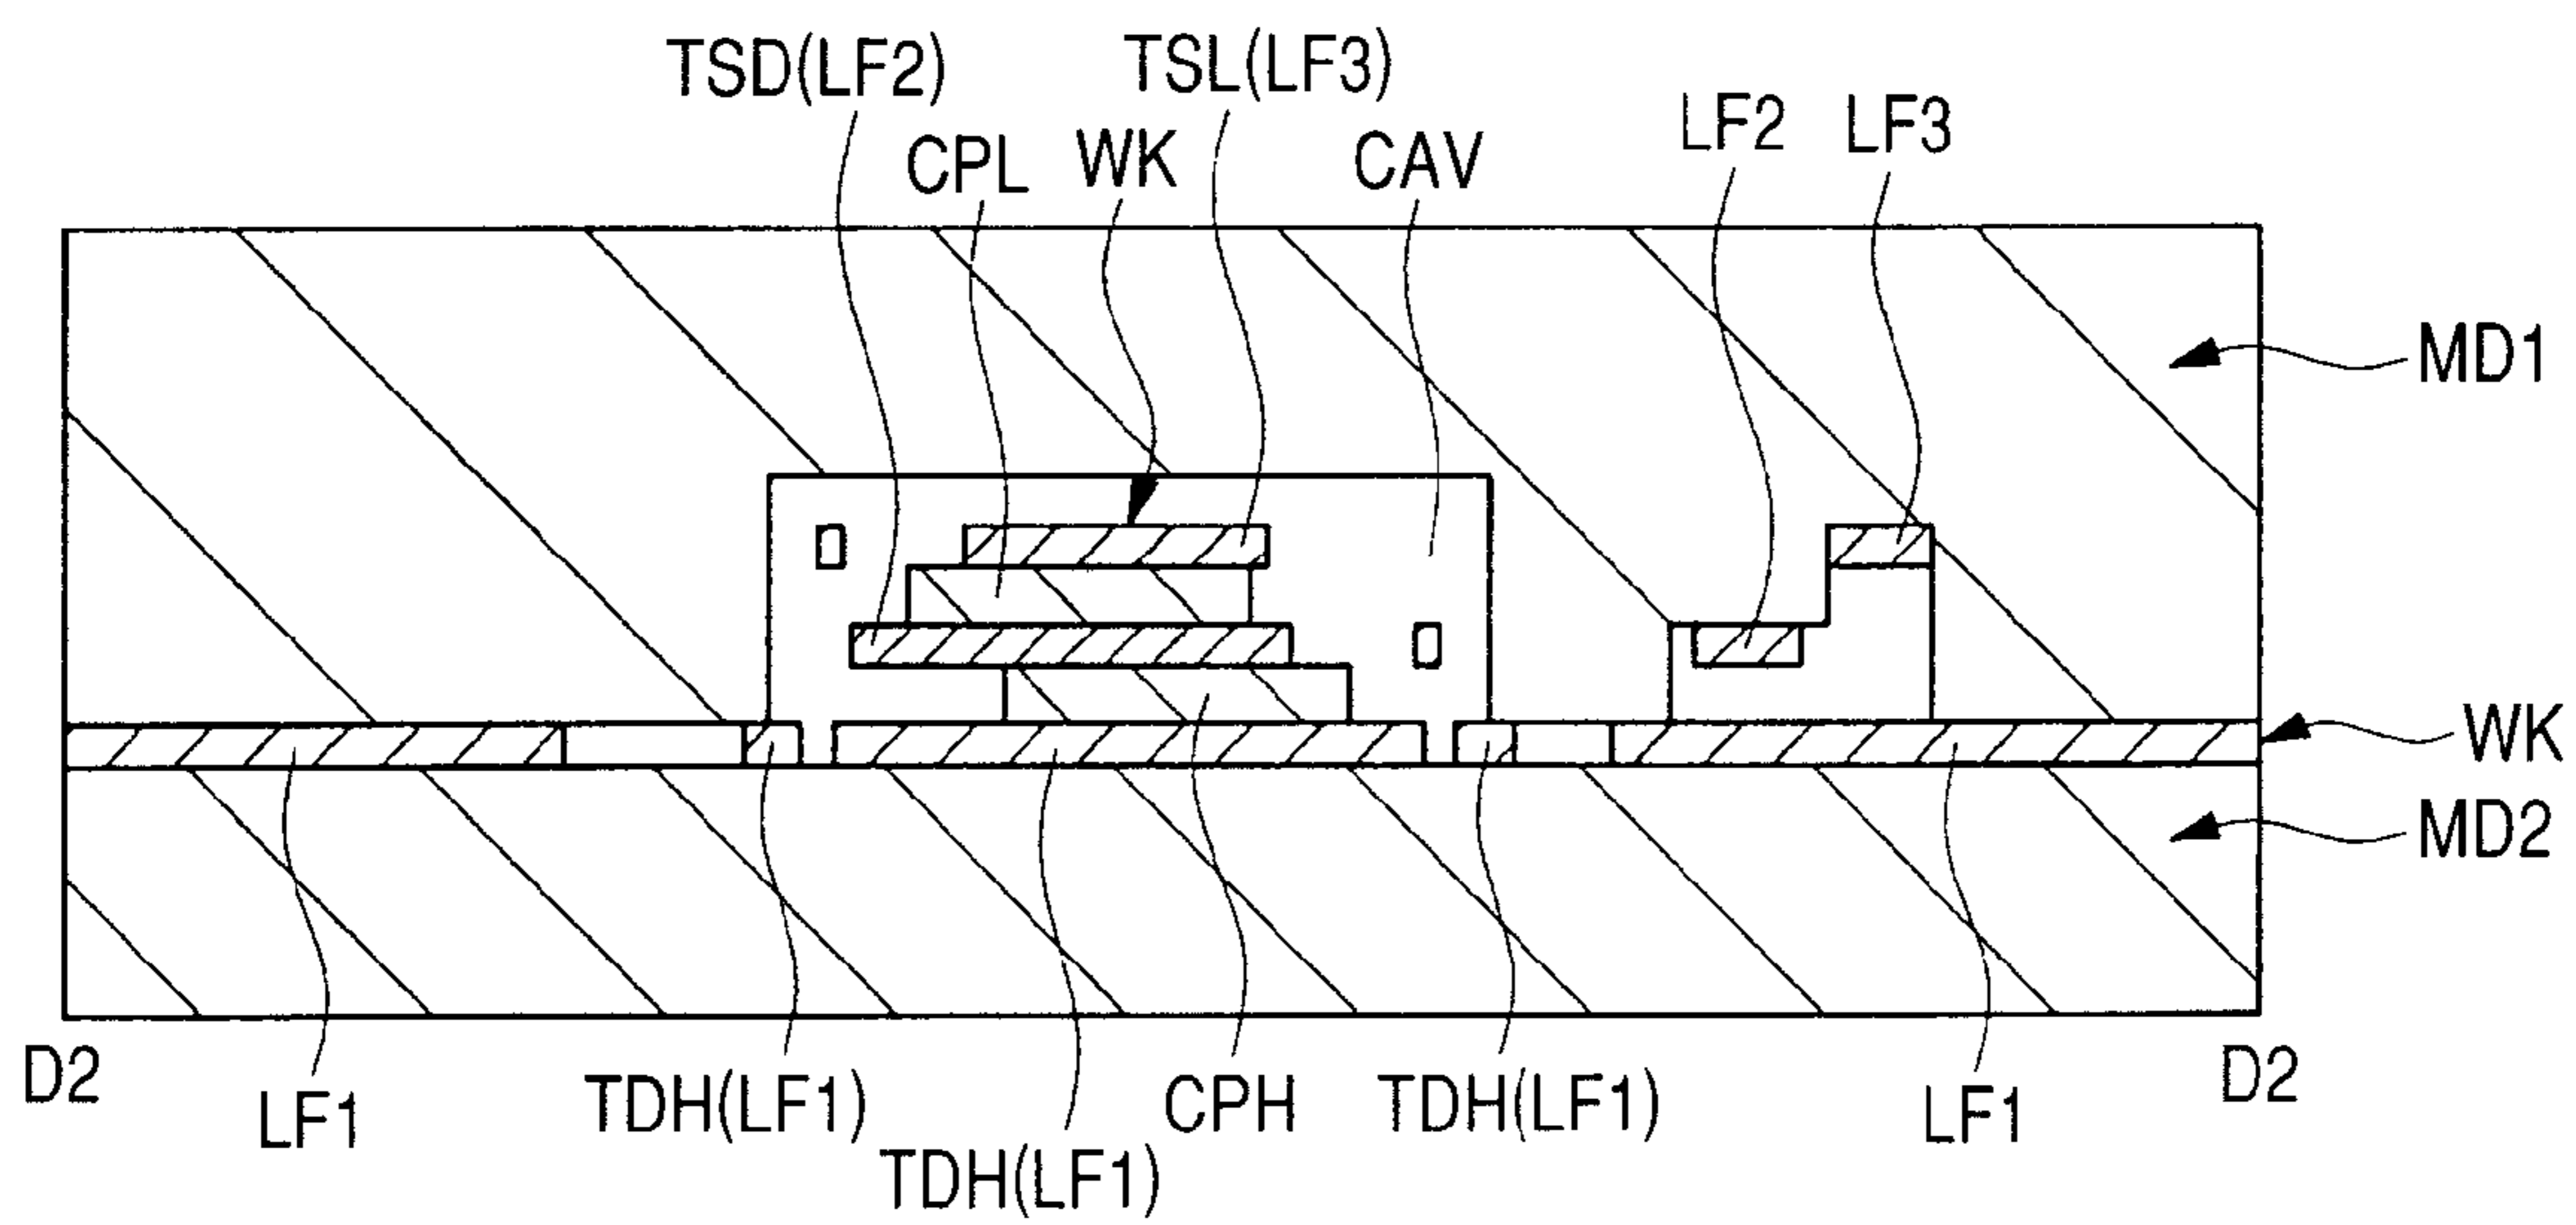 TSD(LF2) TSL(LF3)
CPL WK CAV LF2 LF3
MD1
WK
MD2
D2 D2
LF1 TDH(LF1) CPH TDH(LF1) LF1
TDH(LF1)